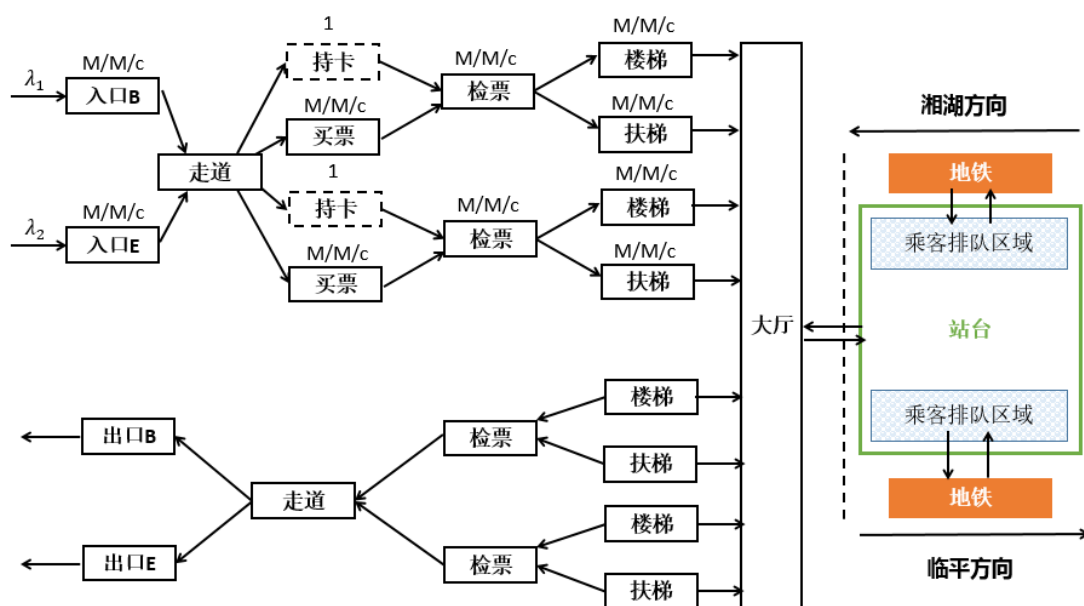 1
M/M/c
楼梯
持卡
M/M/c
M/M/c
λ₁
M/M/c
检票
入口B
M/M/c
M/M/c
买票
扶梯
走道
1
M/M/c
持卡
M/M/c
楼梯
λ₂
M/M/c
检票
入口E
M/M/c
M/M/c
买票
扶梯
大厅
湘湖方向
地铁
乘客排队区域
站台
乘客排队区域
地铁
临平方向
楼梯
出口B
检票
扶梯
走道
楼梯
出口E
检票
扶梯